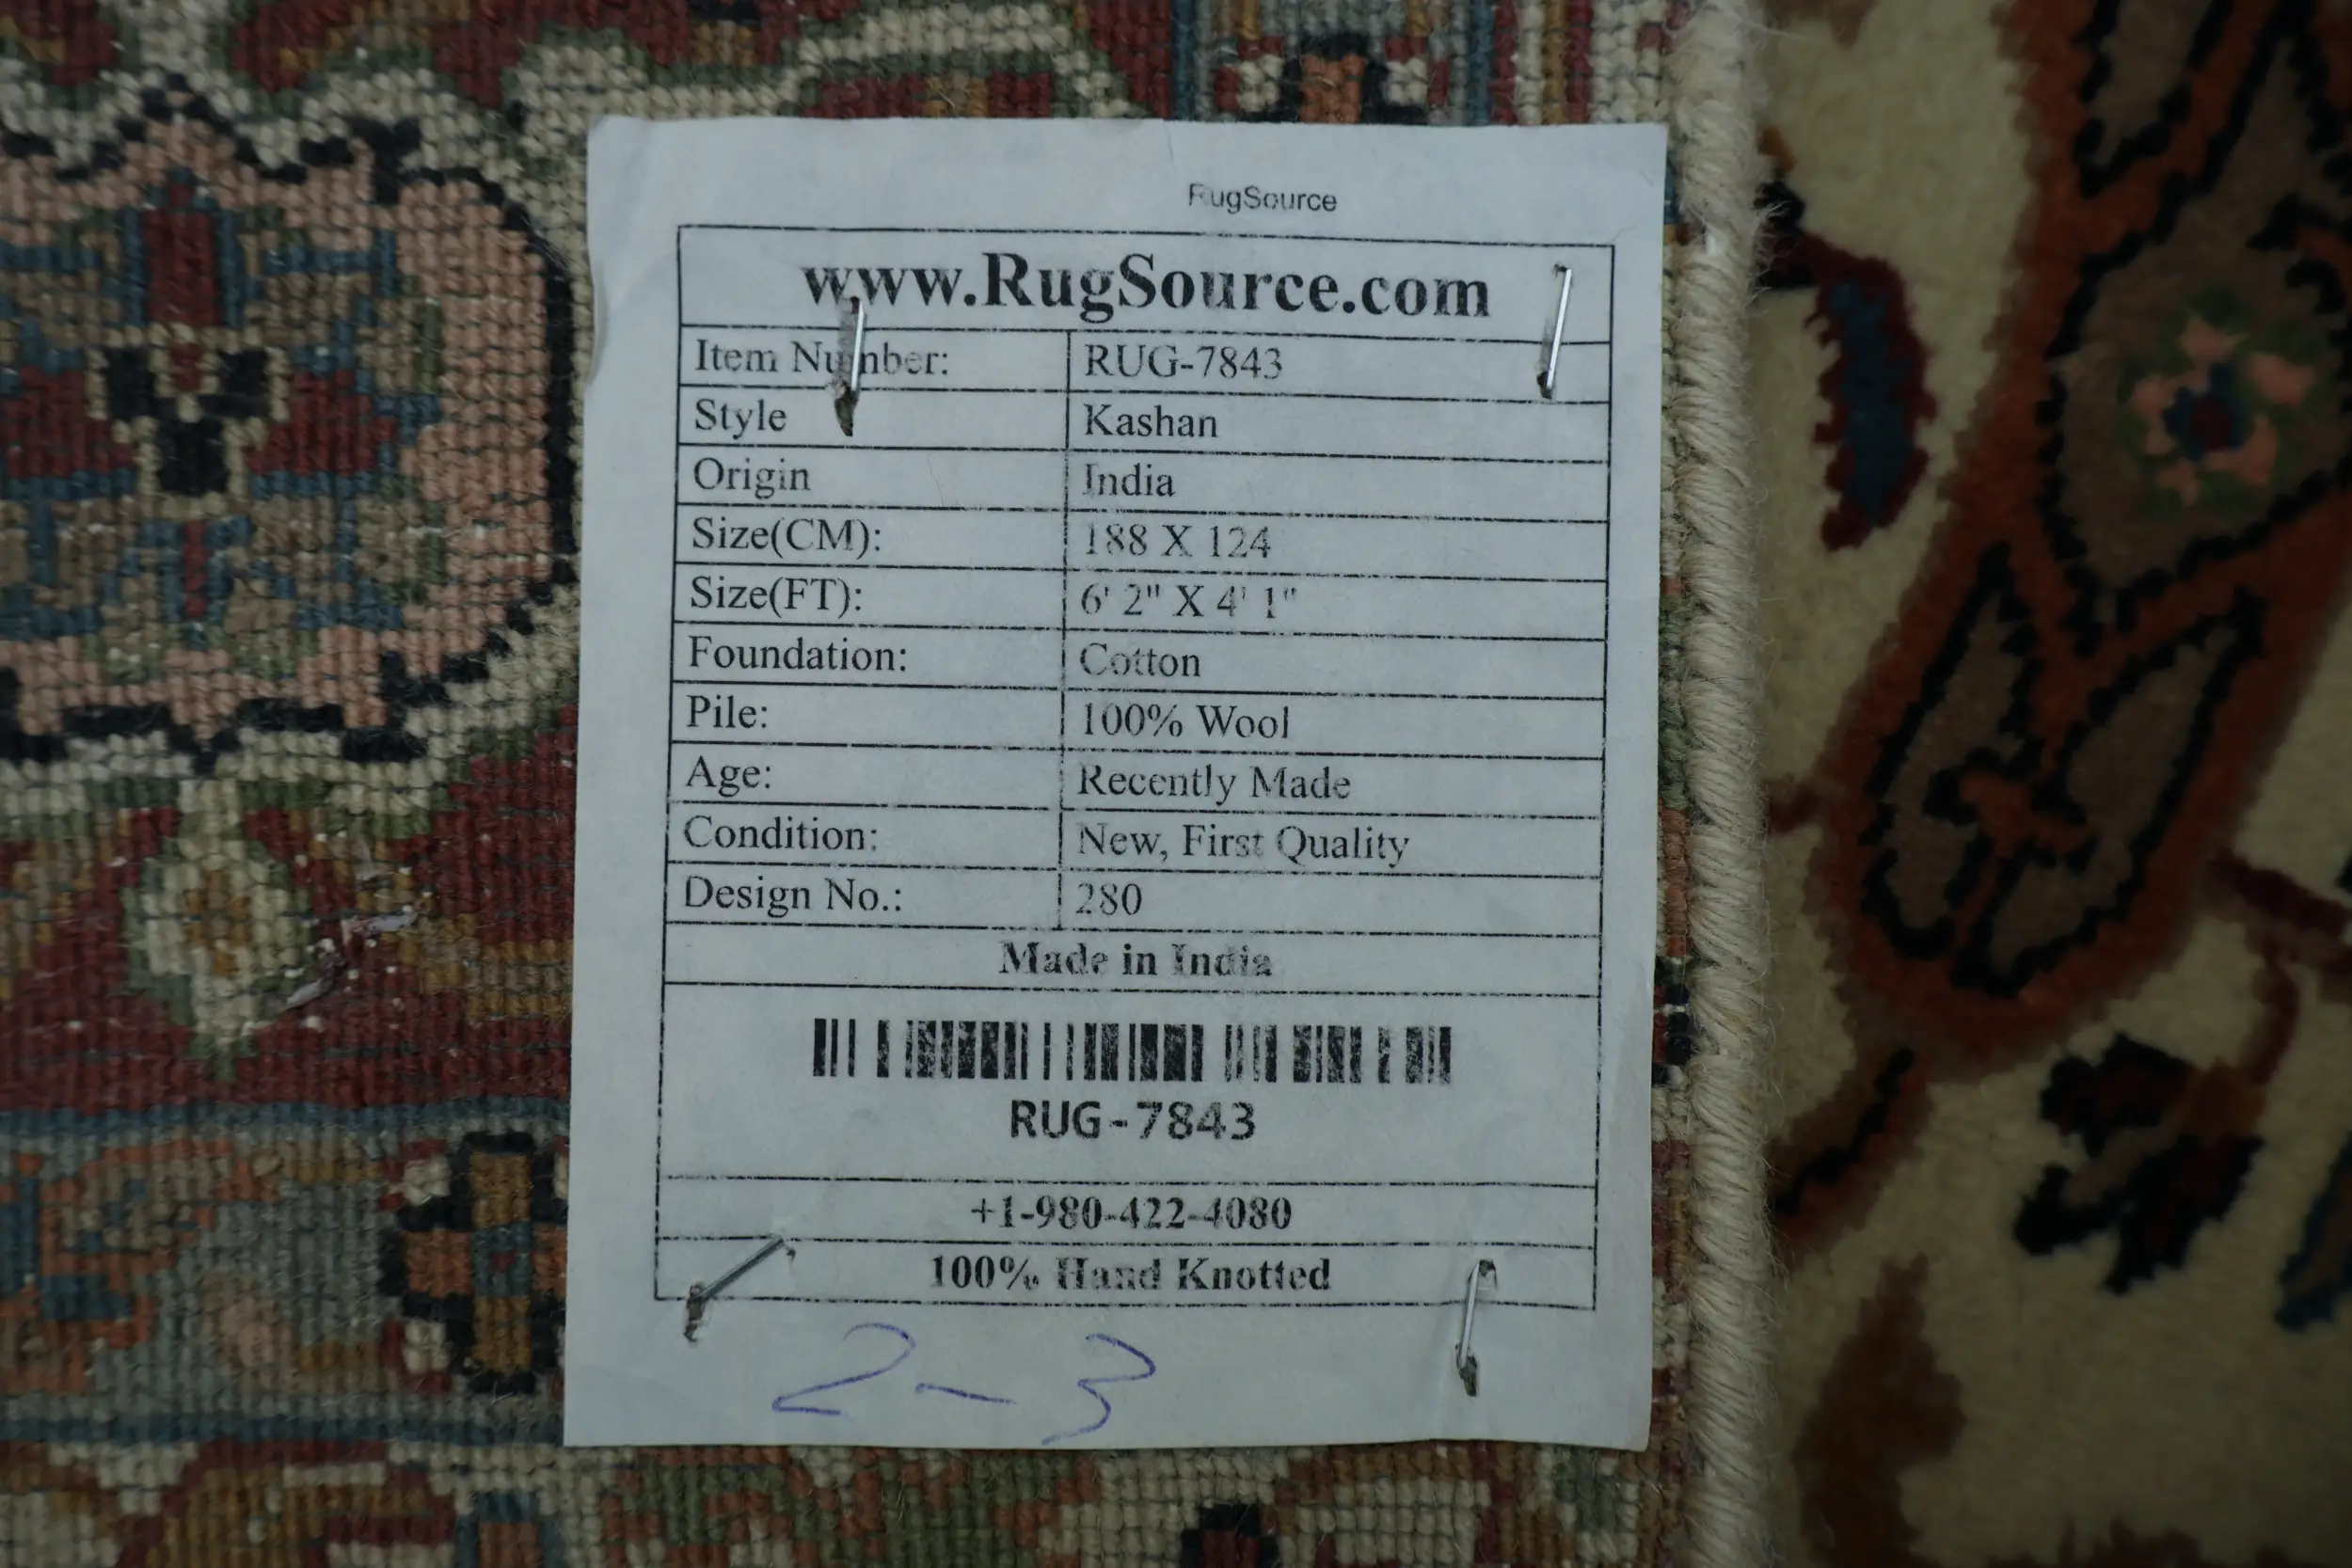 RugSource
www.RugSource.com
Item Number: RUG-7843
Style Kashan
Origin India
Size(CM): 188 X 124
Size(FT): 6' 2" X 4' 1"
Foundation: Cotton
Pile: 100% Wool
Age: Recently Made
Condition: New, First Quality
Design No.: 280
Made in India
RUG-7843
+1-980-422-4080
100% Hand Knotted
2-3